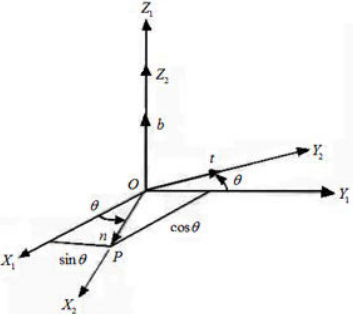 Z₁
Z₂
b
t
Y₂
O
θ
Y₁
θ
n
cosθ
X₁
sinθ
P
X₂